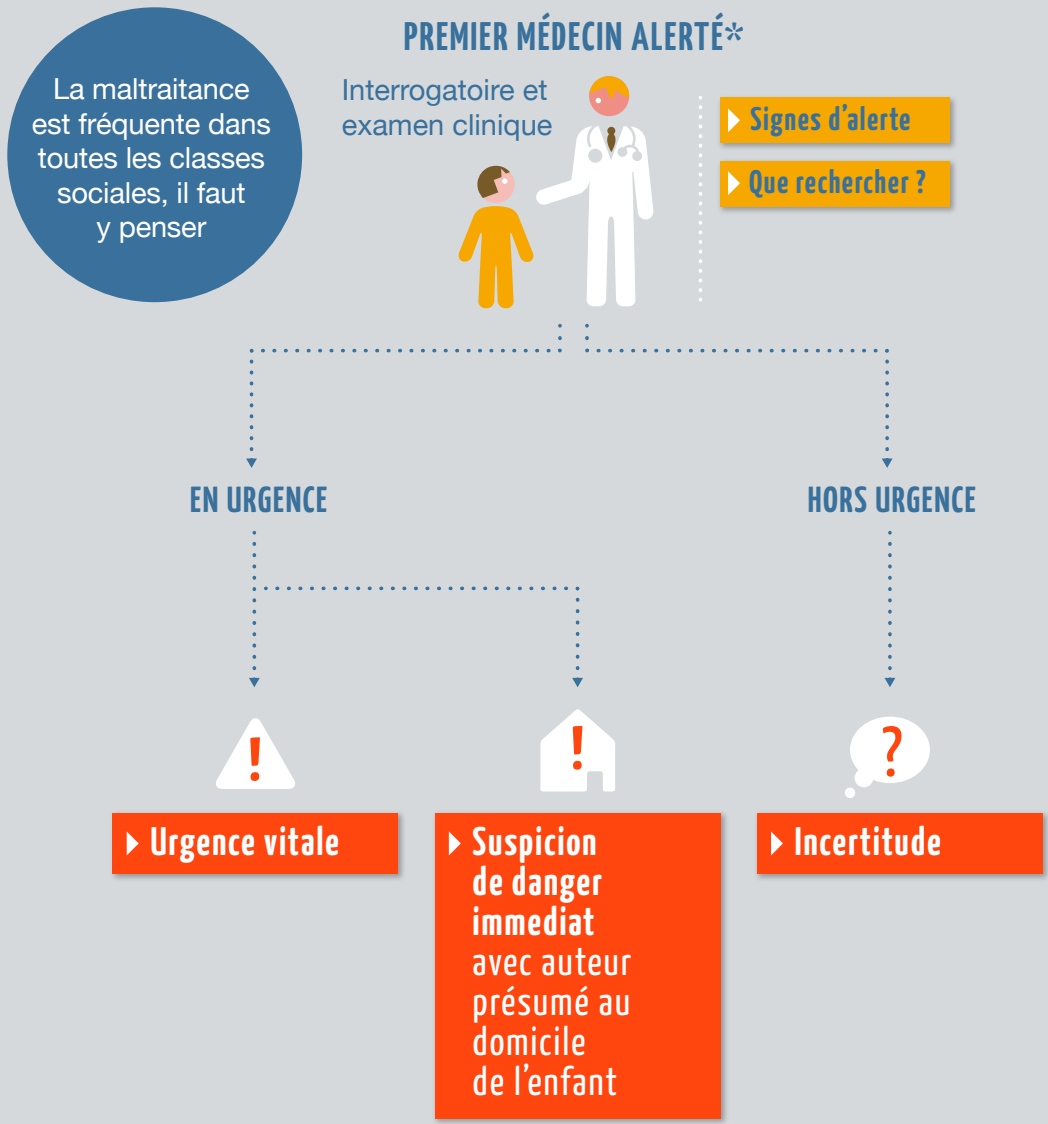 La maltraitance
est fréquente dans
toutes les classes
sociales, il faut
y penser
PREMIER MÉDECIN ALERTÉ*
Interrogatoire et
examen clinique
Signes d'alerte
Que rechercher ?
EN URGENCE
HORS URGENCE
!
Urgence vitale
!
Suspicion
de danger
immediat
avec auteur
présumé au
domicile
de l'enfant
?
Incertitude